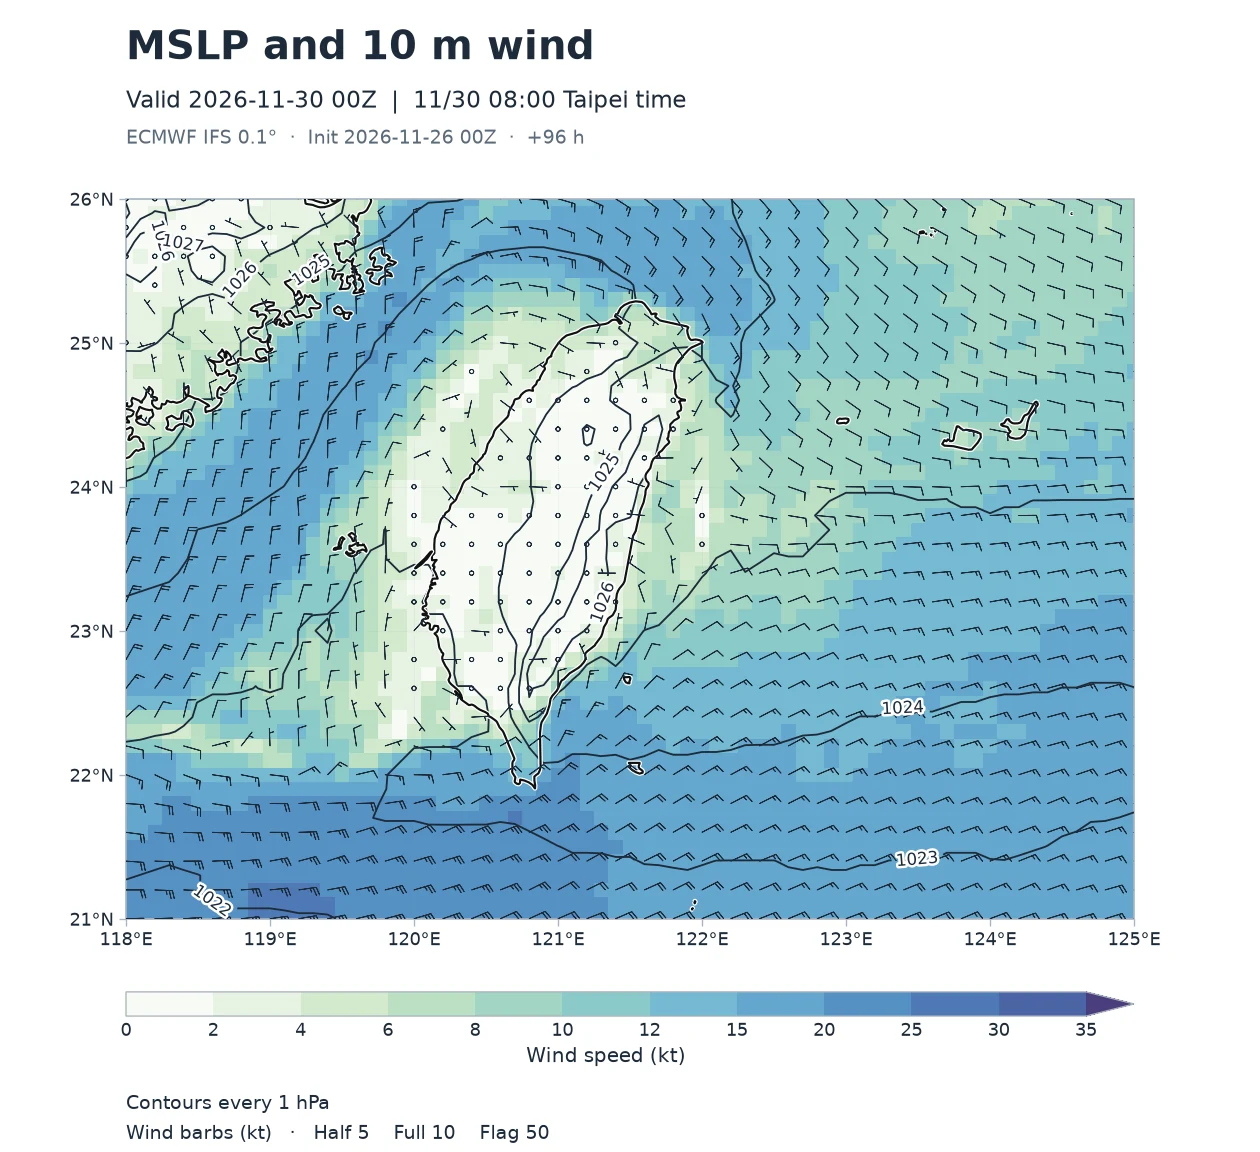 MSLP and 10 m wind
Valid 2026-11-30 00Z | 11/30 08:00 Taipei time
ECMWF IFS 0.1° · Init 2026-11-26 00Z · +96 h
26°N
25°N
24°N
23°N
22°N
21°N
1026
1027
1026
1025
1025
1026
1024
1023
1022
118°E 119°E 120°E 121°E 122°E 123°E 124°E 125°E
0 2 4 6 8 10 12 15 20 25 30 35
Wind speed (kt)
Contours every 1 hPa
Wind barbs (kt) · Half 5 Full 10 Flag 50